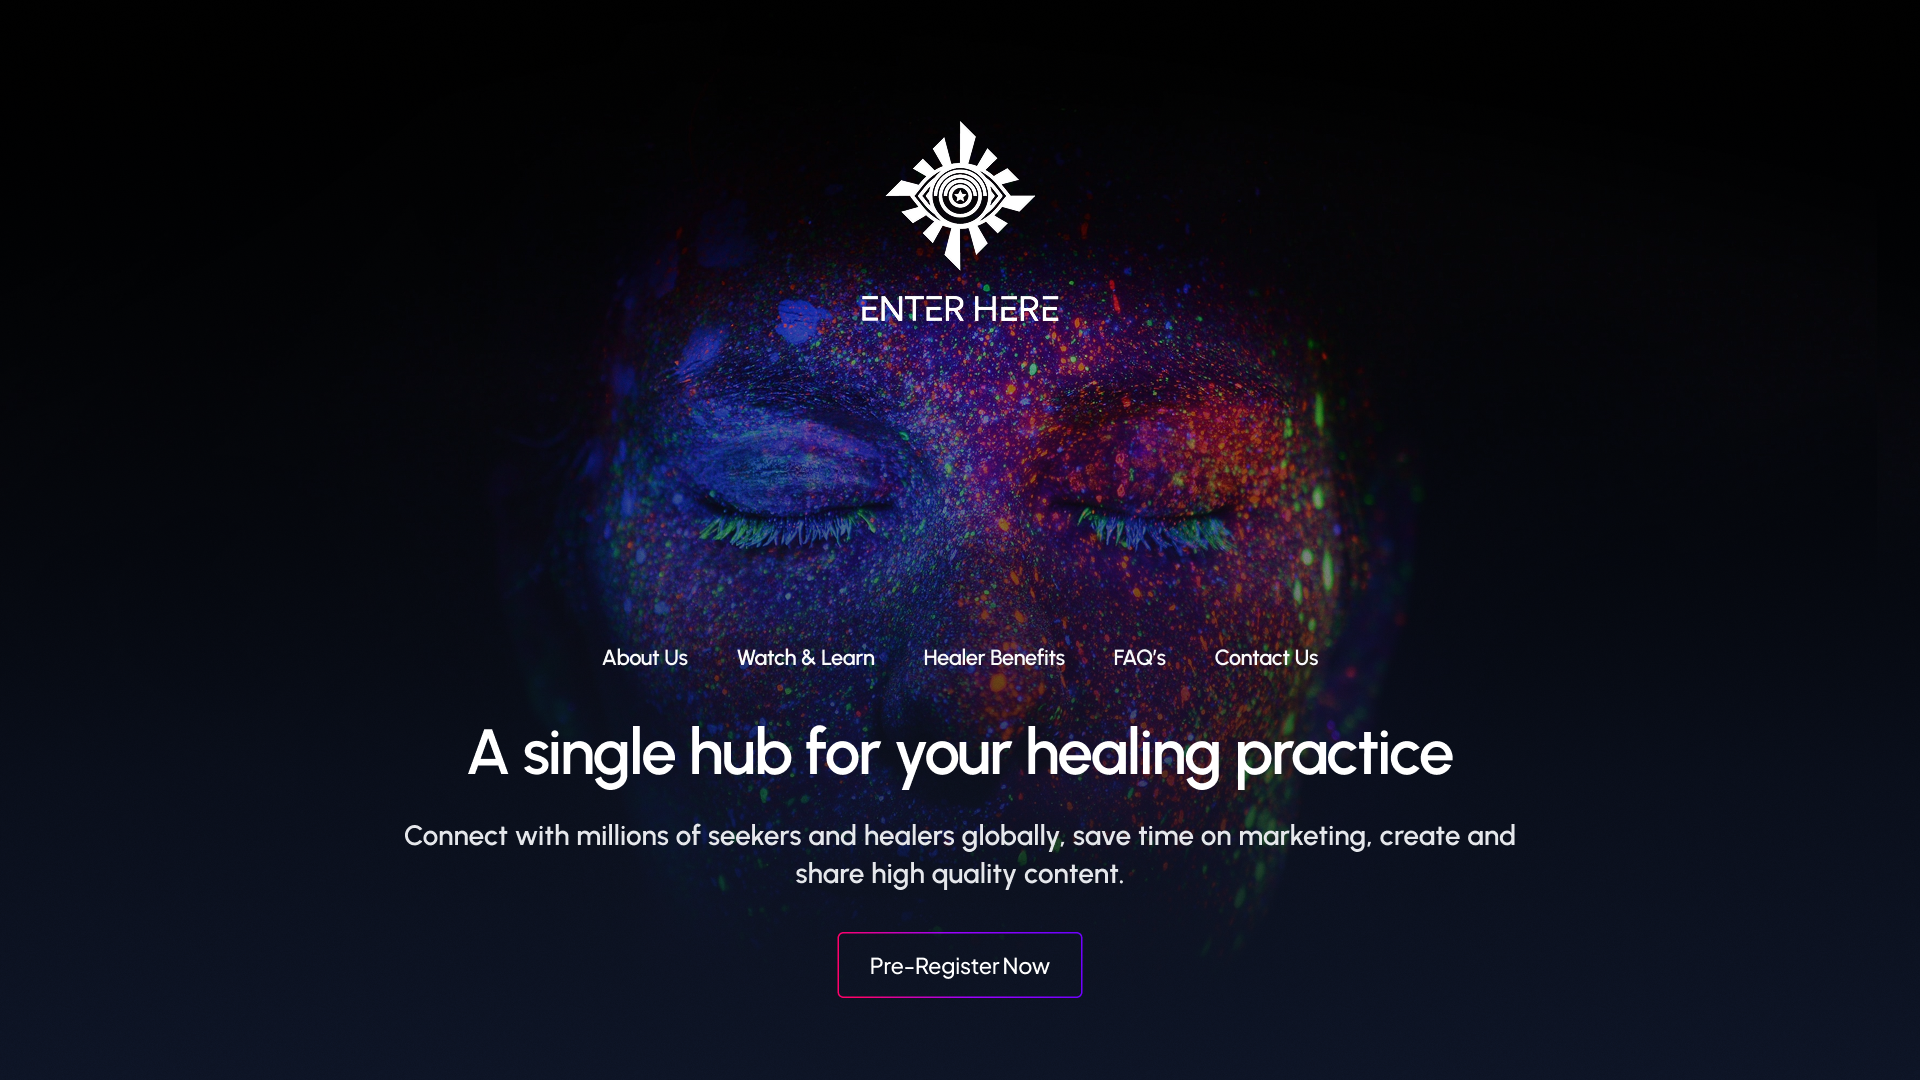 ENTER HERE
About Us Watch & Learn Healer Benefits FAQ's Contact Us
A single hub for your healing practice
Connect with millions of seekers and healers globally, save time on marketing, create and
share high quality content.
Pre-Register Now